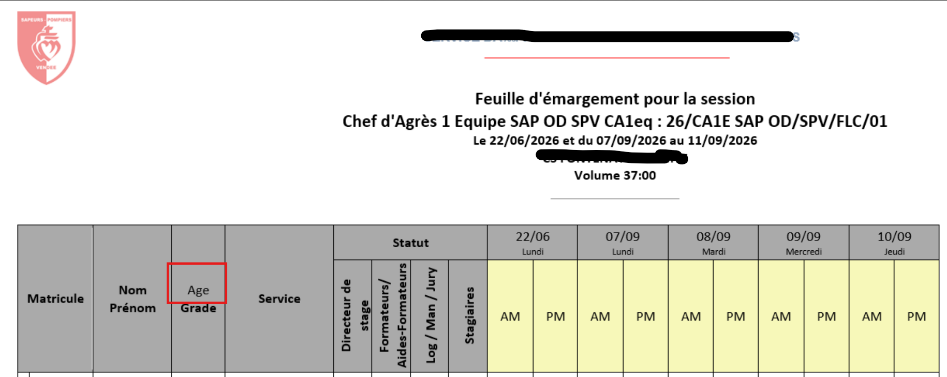 SAPEURS POMPIERS
VENDEE
S
Feuille d'émargement pour la session
Chef d'Agrès 1 Equipe SAP OD SPV CA1eq : 26/CA1E SAP OD/SPV/FLC/01
Le 22/06/2026 et du 07/09/2026 au 11/09/2026
Volume 37:00
Matricule
Nom
Prénom
Age
Grade
Service
Statut
Directeur de
stage
Formateurs/
Aides-Formateurs
Log / Man / Jury
Stagiaires
22/06
Lundi
07/09
Lundi
08/09
Mardi
09/09
Mercredi
10/09
Jeudi
AM PM AM PM AM PM AM PM AM PM